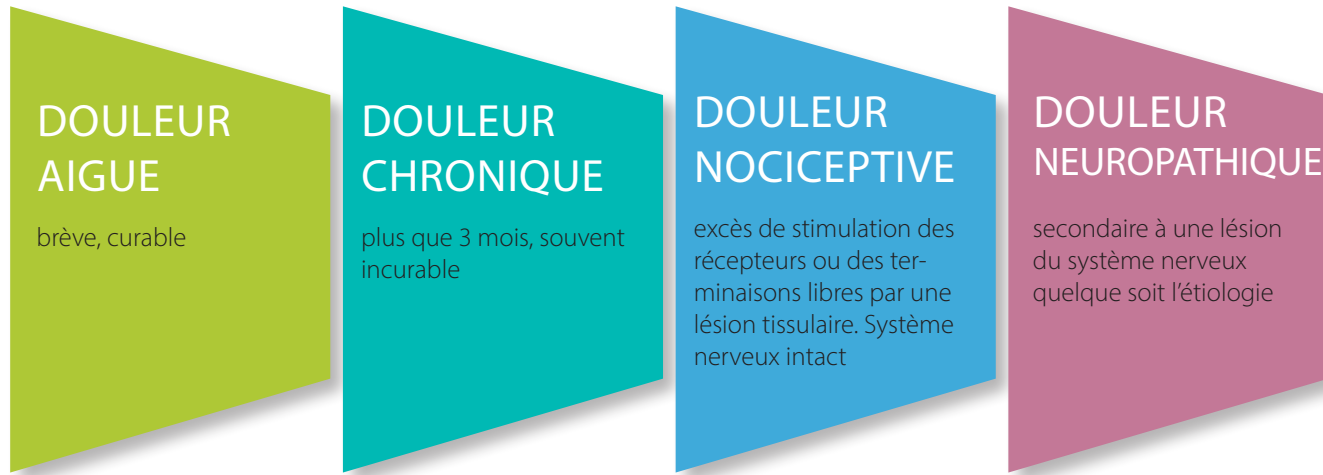 DOULEUR
AIGUE
brève, curable
DOULEUR
CHRONIQUE
plus que 3 mois, souvent
incurable
DOULEUR
NOCICEPTIVE
excès de stimulation des
récepteurs ou des ter-
minaisons libres par une
lésion tissulaire. Système
nerveux intact
DOULEUR
NEUROPATHIQUE
secondaire à une lésion
du système nerveux
quelque soit l’étiologie